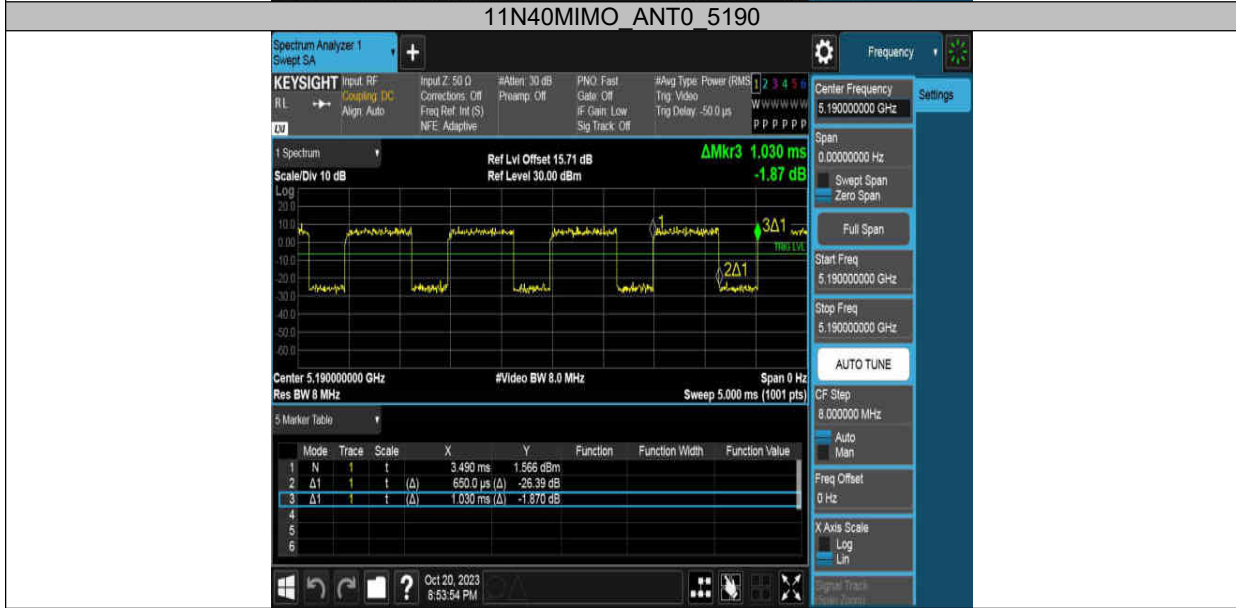 11N40MIMO_ANT0_5190
Spectrum Analyzer 1
Swept SA
+
Frequency
KEYSIGHT
RL
Input: RF
Coupling: DC
Align: Auto
Input Z: 50 Ω
Corrections: Off
Freq Ref: Int (S)
NFE: Adaptive
#Atten: 30 dB
Preamp: Off
PNO: Fast
Gate: Off
IF Gain: Low
Sig Track: Off
#Avg Type: Power (RMS
Trig: Video
Trig Delay: -50.0 µs
1 2 3 4 5 6
W W W W W W
P P P P P P
Center Frequency
5.190000000 GHz
Settings
Span
0.00000000 Hz
Swept Span
Zero Span
Full Span
Start Freq
5.190000000 GHz
Stop Freq
5.190000000 GHz
AUTO TUNE
CF Step
8.000000 MHz
Auto
Man
Freq Offset
0 Hz
X Axis Scale
Log
Lin
Signal Track
1 Spectrum
Scale/Div 10 dB
Ref Lvl Offset 15.71 dB
Ref Level 30.00 dBm
ΔMkr3 1.030 ms
-1.87 dB
Log
20.0
10.0
0.00
-10.0
-20.0
-30.0
-40.0
-50.0
-60.0
1
3Δ1
TRIG LVL
2Δ1
Center 5.190000000 GHz
#Video BW 8.0 MHz
Span 0 Hz
Res BW 8 MHz
Sweep 5.000 ms (1001 pts)
5 Marker Table
Mode Trace Scale X Y Function Function Width Function Value
1 N 1 t 3.490 ms 1.566 dBm
2 Δ1 1 t (Δ) 650.0 µs (Δ) -26.39 dB
3 Δ1 1 t (Δ) 1.030 ms (Δ) -1.870 dB
4
5
6
?
Oct 20, 2023
8:53:54 PM